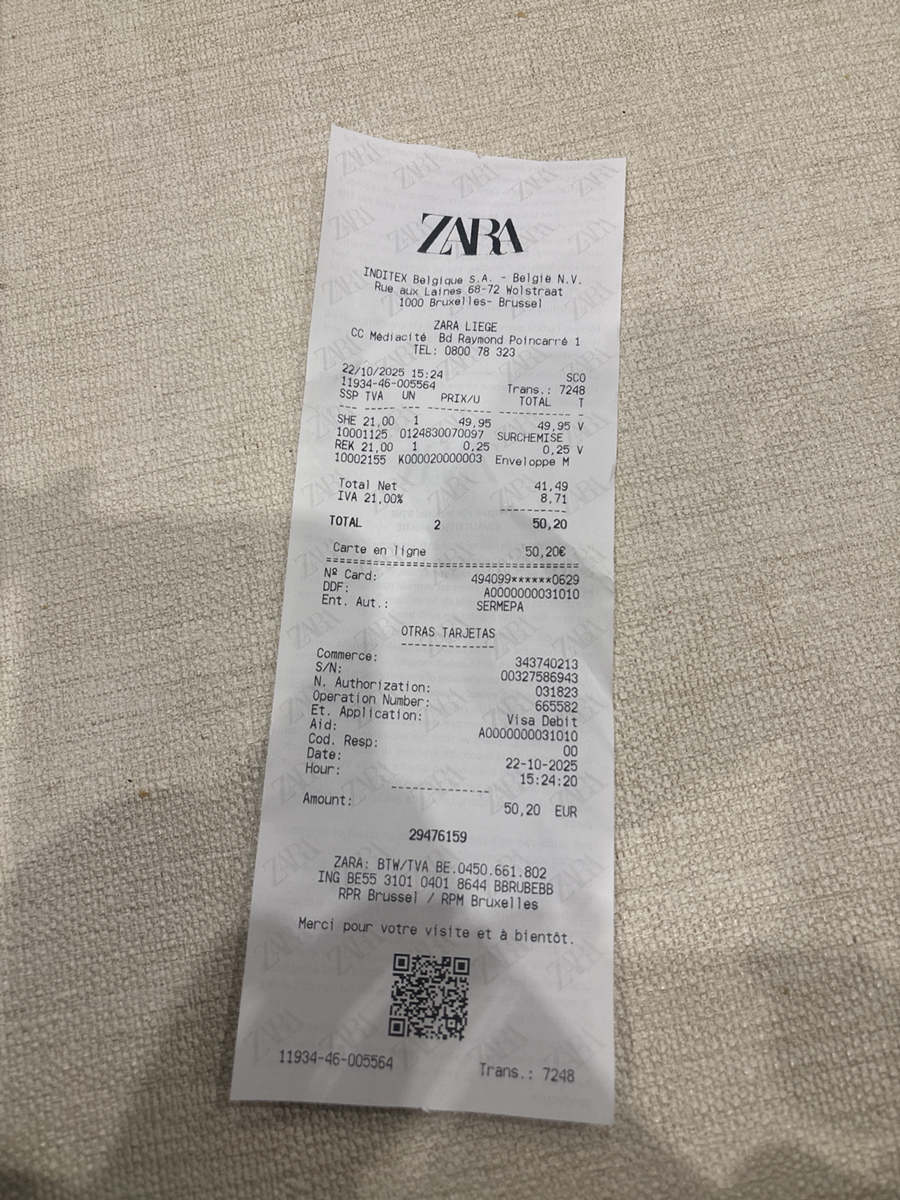 ZARA
INDITEX Belgique S.A. - België N.V.
Rue aux Laines 68-72 Wolstraat
1000 Bruxelles- Brussel
ZARA LIEGE
CC Médiacité Bd Raymond Poincarré 1
TEL: 0800 78 323
22/10/2025 15:24 SCO
11934-46-005564 Trans.: 7248
SSP TVA UN PRIX/U TOTAL T
SHE 21,00 1 49,95 49,95 V
10001125 0124830070097 SURCHEMISE
REK 21,00 1 0,25 0,25 V
10002155 K000020000003 Enveloppe M
Total Net 41,49
IVA 21,00% 8,71
TOTAL 2 50,20
Carte en ligne 50,20€
Nº Card: 494099******0629
DDF: A0000000031010
Ent. Aut.: SERMEPA
OTRAS TARJETAS
Commerce: 343740213
S/N: 00327586943
N. Authorization: 031823
Operation Number: 665582
Et. Application: Visa Debit
Aid: A0000000031010
Cod. Resp: 00
Date: 22-10-2025
Hour: 15:24:20
Amount: 50,20 EUR
29476159
ZARA: BTW/TVA BE.0450.661.802
ING BE55 3101 0401 8644 BBRUBEBB
RPR Brussel / RPM Bruxelles
Merci pour votre visite et à bientôt.
11934-46-005564 Trans.: 7248